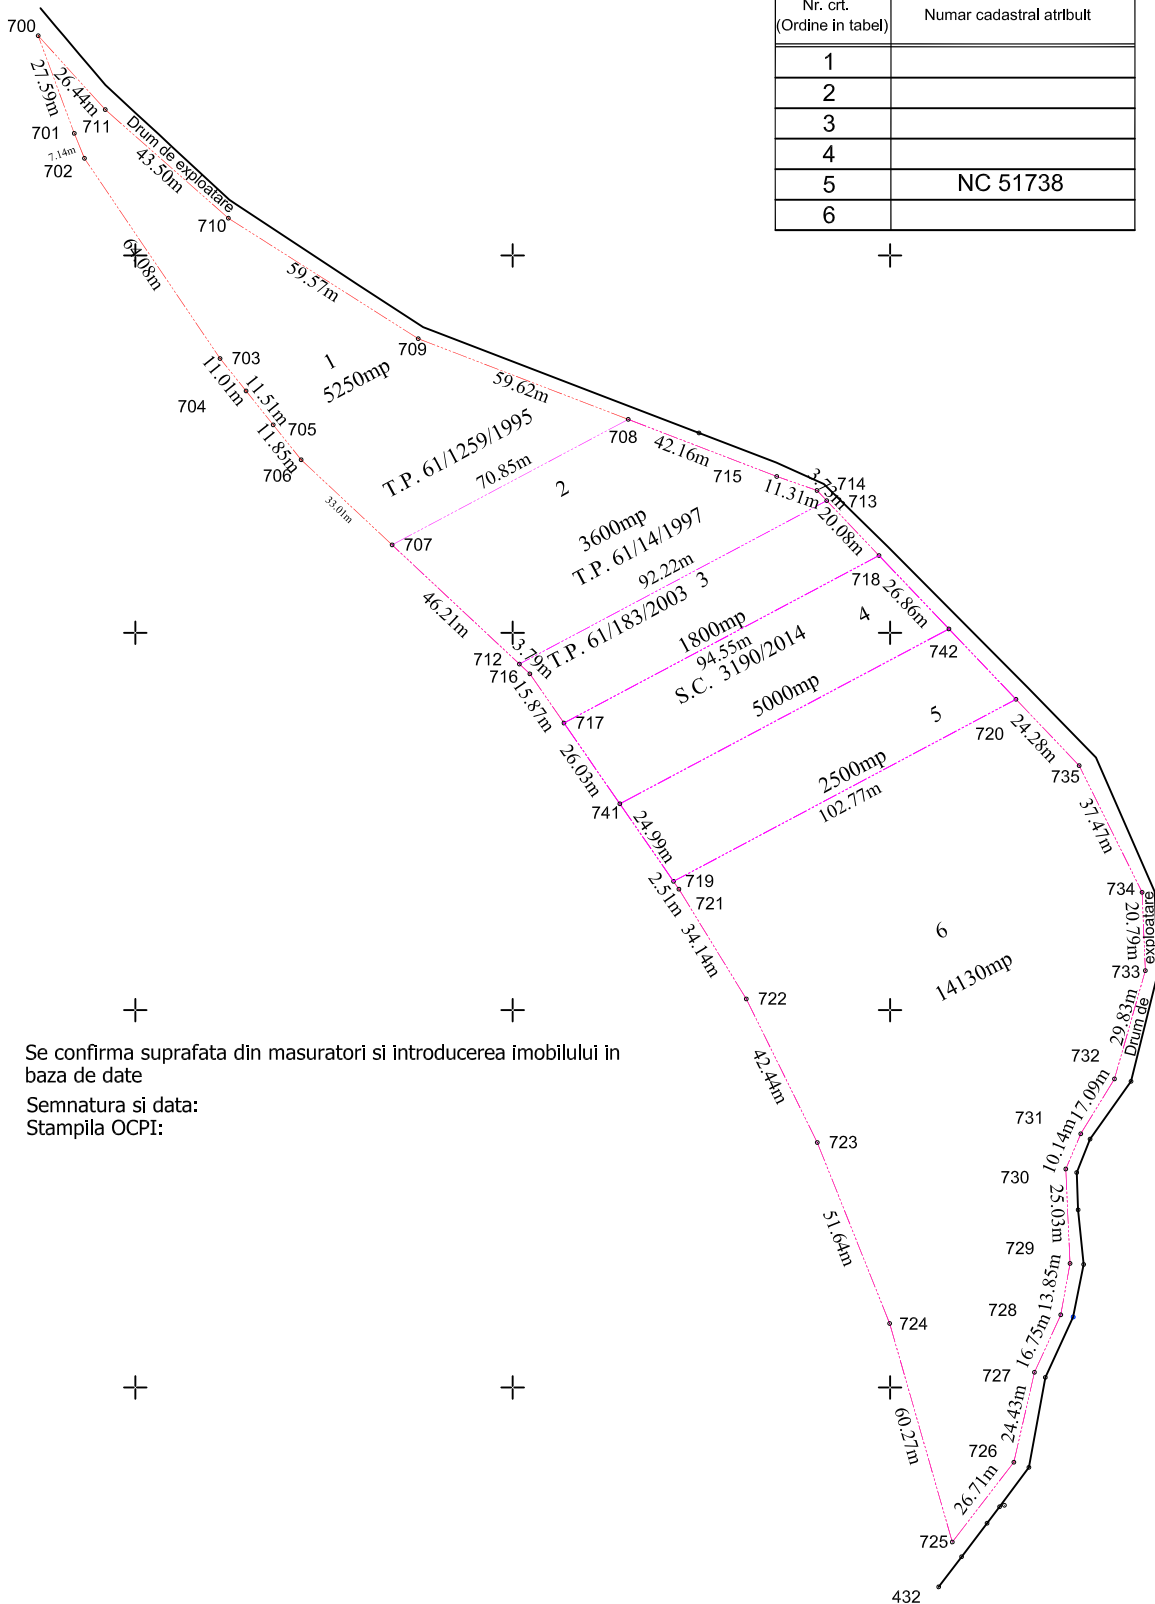 Nr. crt.
(Ordine in tabel)
Numar cadastral atribuit
1
2
3
4
5 NC 51738
6
700
27.59m
26.44m
701
711
7.14m
702
Drum de exploatare
43.50m
710
64.08m
59.57m
709
703
11.01m
704
11.51m
705
11.85m
706
33.01m
1
5250mp
59.62m
T.P. 61/1259/1995
708
70.85m
707
2
3600mp
T.P. 61/14/1997
42.16m
715
11.31m
3.73m
714
713
20.08m
92.22m
718
46.21m
712
3.79m
716
3
T.P. 61/183/2003
1800mp
94.55m
15.87m
717
26.86m
742
4
S.C. 3190/2014
5000mp
26.03m
741
5
720
24.28m
735
2500mp
102.77m
24.99m
719
2.51m
721
37.47m
734
20.79m
733
34.14m
722
6
14130mp
Drum de exploatare
29.83m
732
17.09m
731
10.14m
730
42.44m
723
25.03m
729
13.85m
728
51.64m
724
16.75m
727
24.43m
726
60.27m
26.71m
725
432
Se confirma suprafata din masuratori si introducerea imobilului in
baza de date
Semnatura si data:
Stampila OCPI: